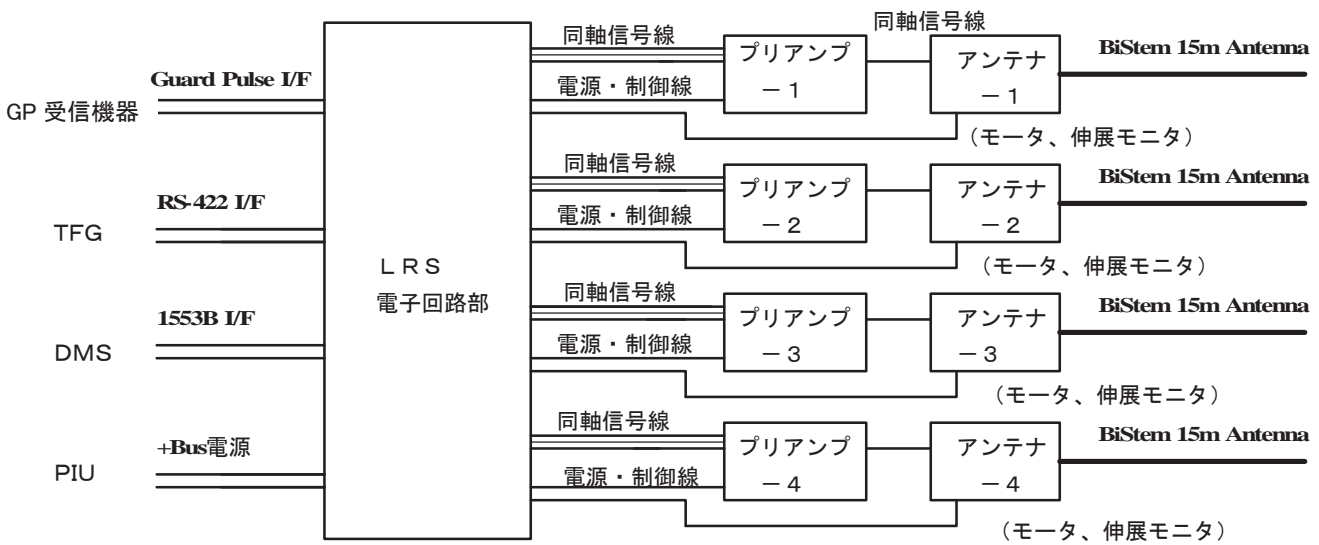 同軸信号線
同軸信号線
プリアンプ
－1
アンテナ
－1
BiStem 15m Antenna
Guard Pulse I/F
GP 受信機器
電源・制御線
（モータ、伸展モニタ）
同軸信号線
プリアンプ
－2
アンテナ
－2
BiStem 15m Antenna
RS-422 I/F
TFG
電源・制御線
（モータ、伸展モニタ）
ＬＲＳ
電子回路部
同軸信号線
プリアンプ
－3
アンテナ
－3
BiStem 15m Antenna
1553B I/F
DMS
電源・制御線
（モータ、伸展モニタ）
同軸信号線
プリアンプ
－4
アンテナ
－4
BiStem 15m Antenna
+Bus電源
PIU
電源・制御線
（モータ、伸展モニタ）